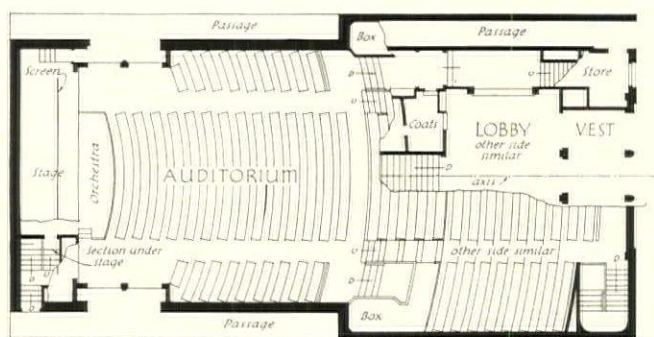 Passage
Box
Passage
Screen
D
U
D
U
Store
Coats
LOBBY
other side
similar
VEST
Stage
Orchestra
AUDITORIUM
D
axis
Section under
stage
U
D
U
D
other side similar
Box
Passage